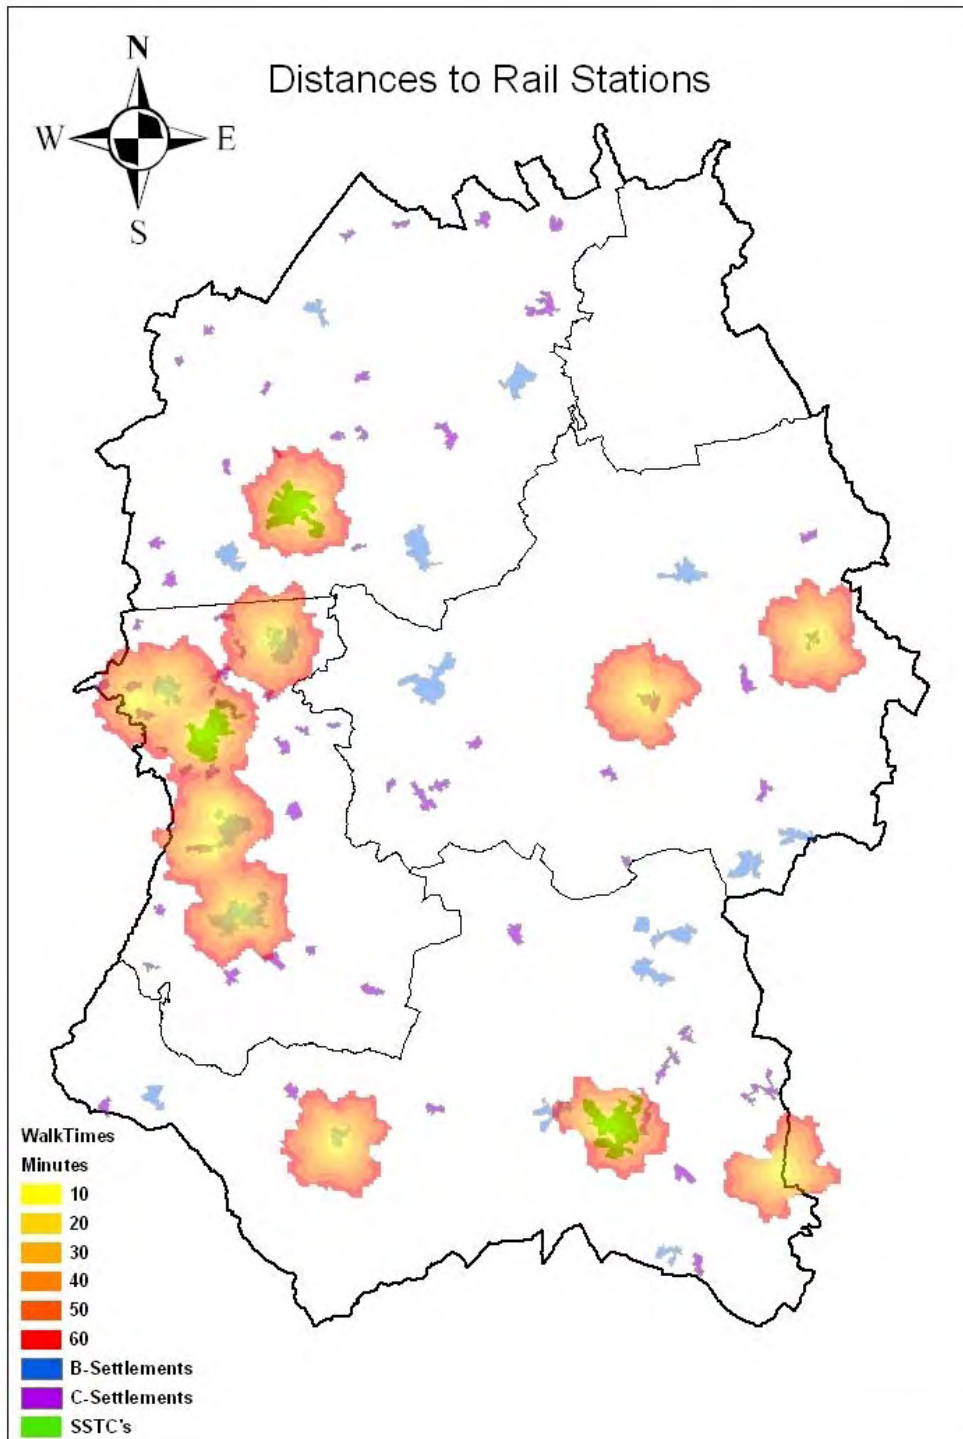 N
Distances to Rail Stations
W E
S
WalkTimes
Minutes
10
20
30
40
50
60
B-Settlements
C-Settlements
SSTC's